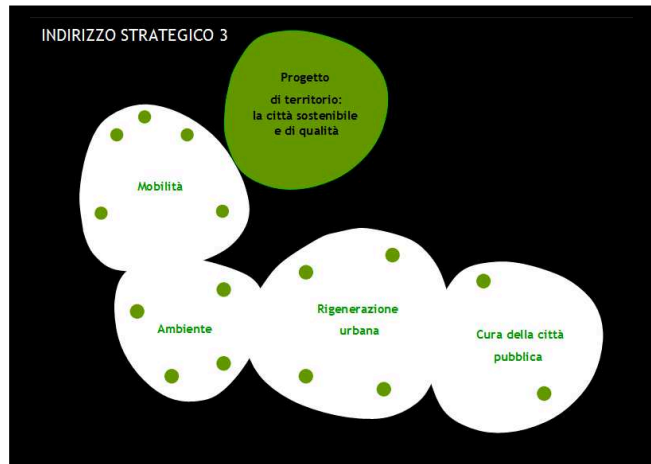 INDIRIZZO STRATEGICO 3
Progetto
di territorio:
la città sostenibile
e di qualità
Mobilità
Ambiente
Rigenerazione
urbana
Cura della città
pubblica